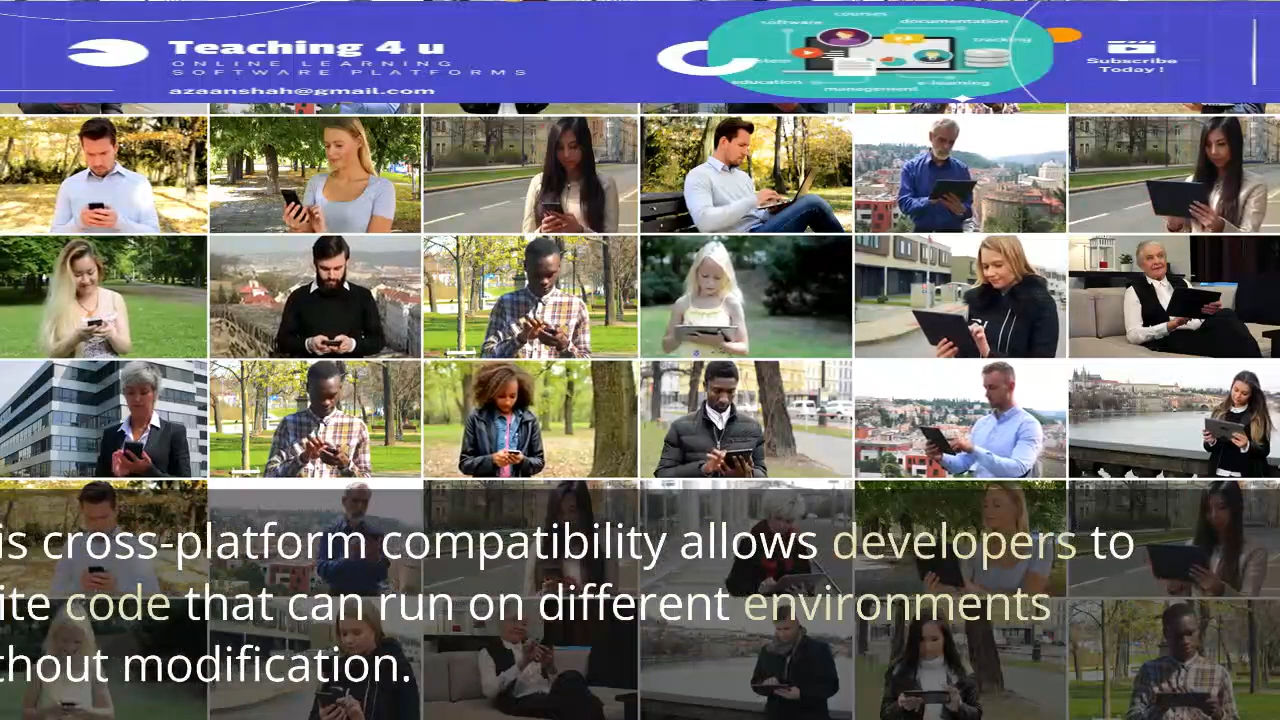 Teaching 4 u
ONLINE LEARNING
SOFTWARE PLATFORMS
azaanshah@gmail.com
courses
software
documentation
tracking
education
e-learning
management
Subscribe
Today !
is cross-platform compatibility allows developers to
ite code that can run on different environments
thout modification.